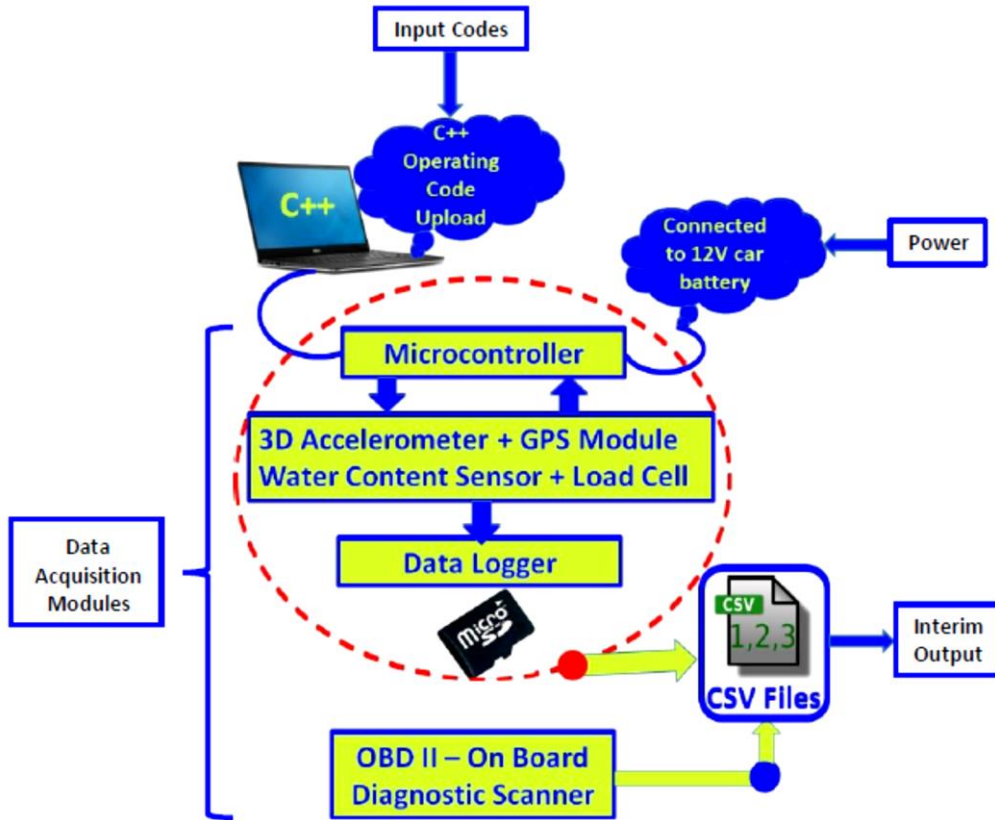 Input Codes
C++
Operating
Code
Upload
C++
Connected
to 12V car
battery
Power
Microcontroller
3D Accelerometer + GPS Module
Water Content Sensor + Load Cell
Data Logger
Data
Acquisition
Modules
Micro
SD
CSV
1,2,3
CSV Files
Interim
Output
OBD II – On Board
Diagnostic Scanner